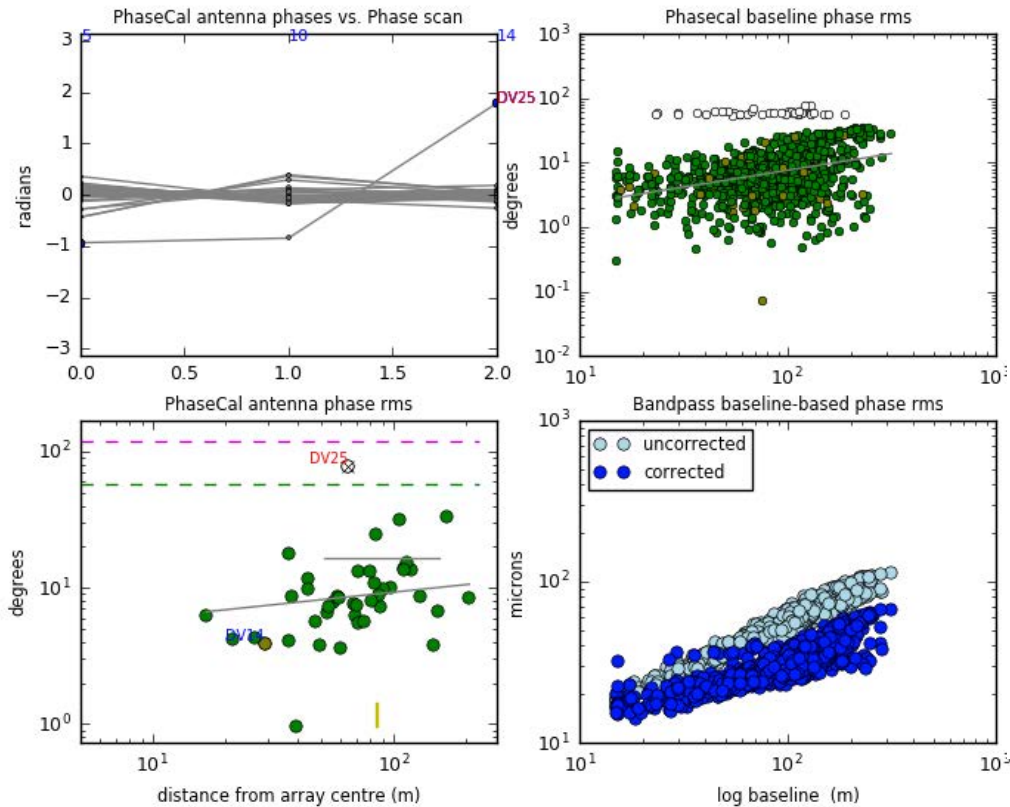 PhaseCal antenna phases vs. Phase scan
5
10
14
3
2
1
0
-1
-2
-3
radians
DV25
0.0
0.5
1.0
1.5
2.0
Phasecal baseline phase rms
10³
10²
10¹
10⁰
10⁻¹
10⁻²
degrees
10¹
10²
10³
PhaseCal antenna phase rms
10²
10¹
10⁰
degrees
DV25
DV14
10¹
10²
distance from array centre (m)
Bandpass baseline-based phase rms
10³
10²
10¹
microns
uncorrected
corrected
10¹
10²
10³
log baseline (m)